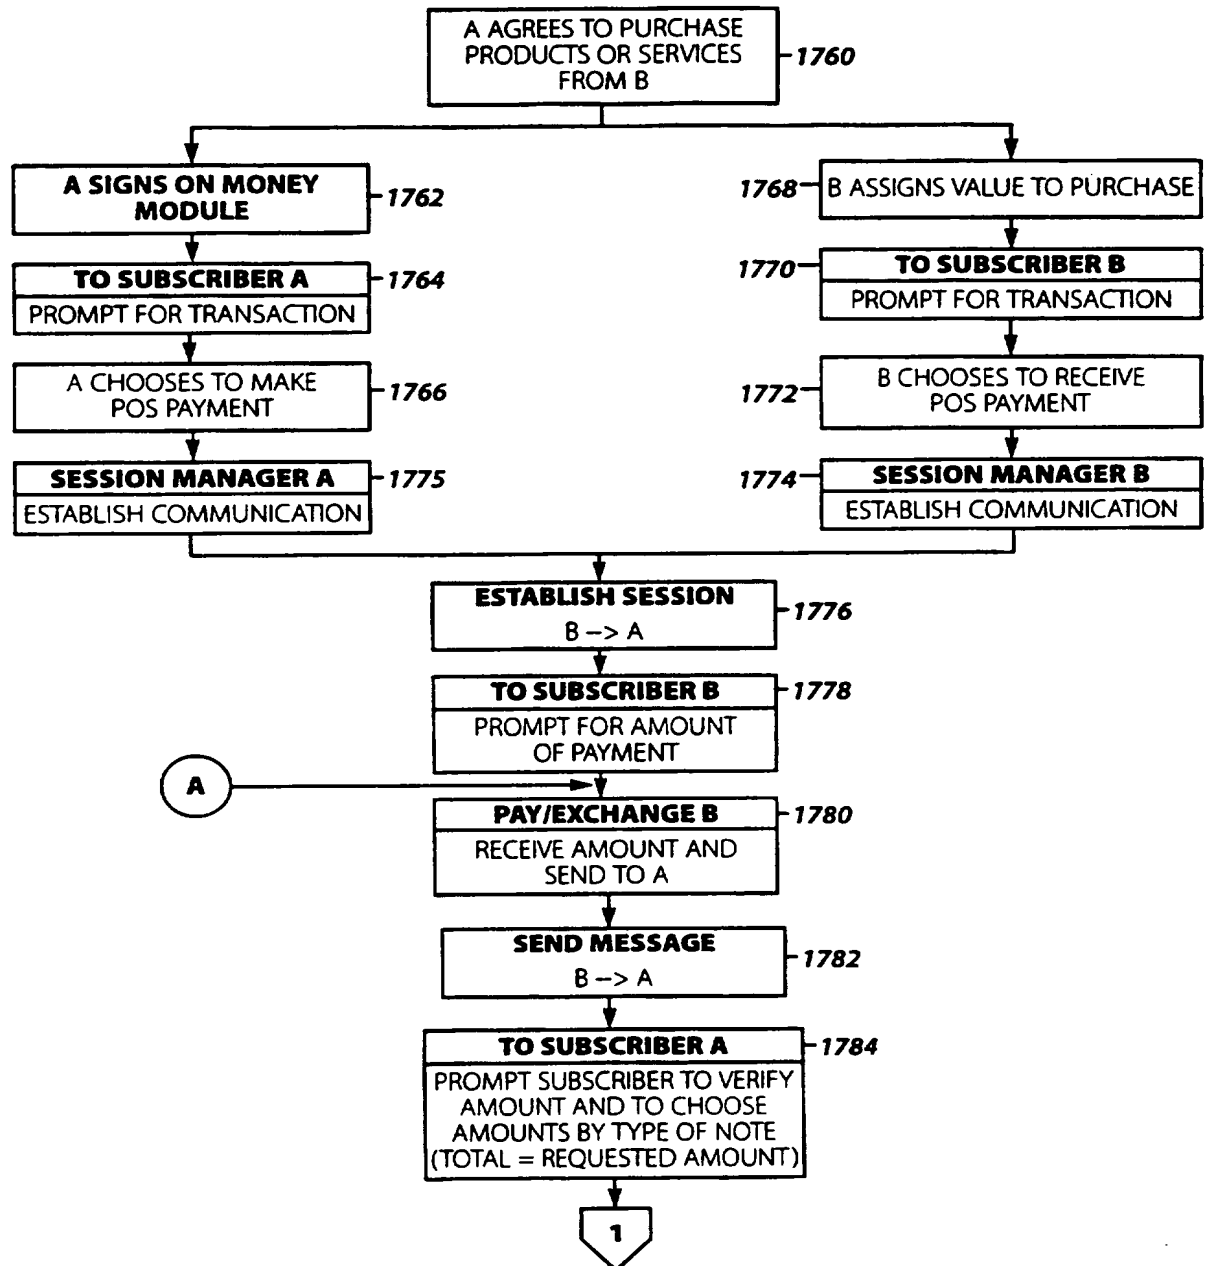 A AGREES TO PURCHASE
PRODUCTS OR SERVICES
FROM B
1760
A SIGNS ON MONEY
MODULE
1762
1768
B ASSIGNS VALUE TO PURCHASE
TO SUBSCRIBER A
1764
PROMPT FOR TRANSACTION
1770
TO SUBSCRIBER B
PROMPT FOR TRANSACTION
A CHOOSES TO MAKE
POS PAYMENT
1766
1772
B CHOOSES TO RECEIVE
POS PAYMENT
SESSION MANAGER A
1775
ESTABLISH COMMUNICATION
1774
SESSION MANAGER B
ESTABLISH COMMUNICATION
ESTABLISH SESSION
B --> A
1776
TO SUBSCRIBER B
1778
PROMPT FOR AMOUNT
OF PAYMENT
A
PAY/EXCHANGE B
1780
RECEIVE AMOUNT AND
SEND TO A
SEND MESSAGE
B --> A
1782
TO SUBSCRIBER A
1784
PROMPT SUBSCRIBER TO VERIFY
AMOUNT AND TO CHOOSE
AMOUNTS BY TYPE OF NOTE
(TOTAL = REQUESTED AMOUNT)
1